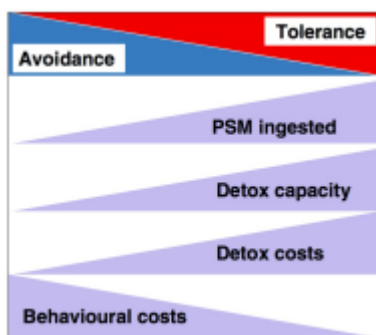 Tolerance
Avoidance
PSM ingested
Detox capacity
Detox costs
Behavioural costs